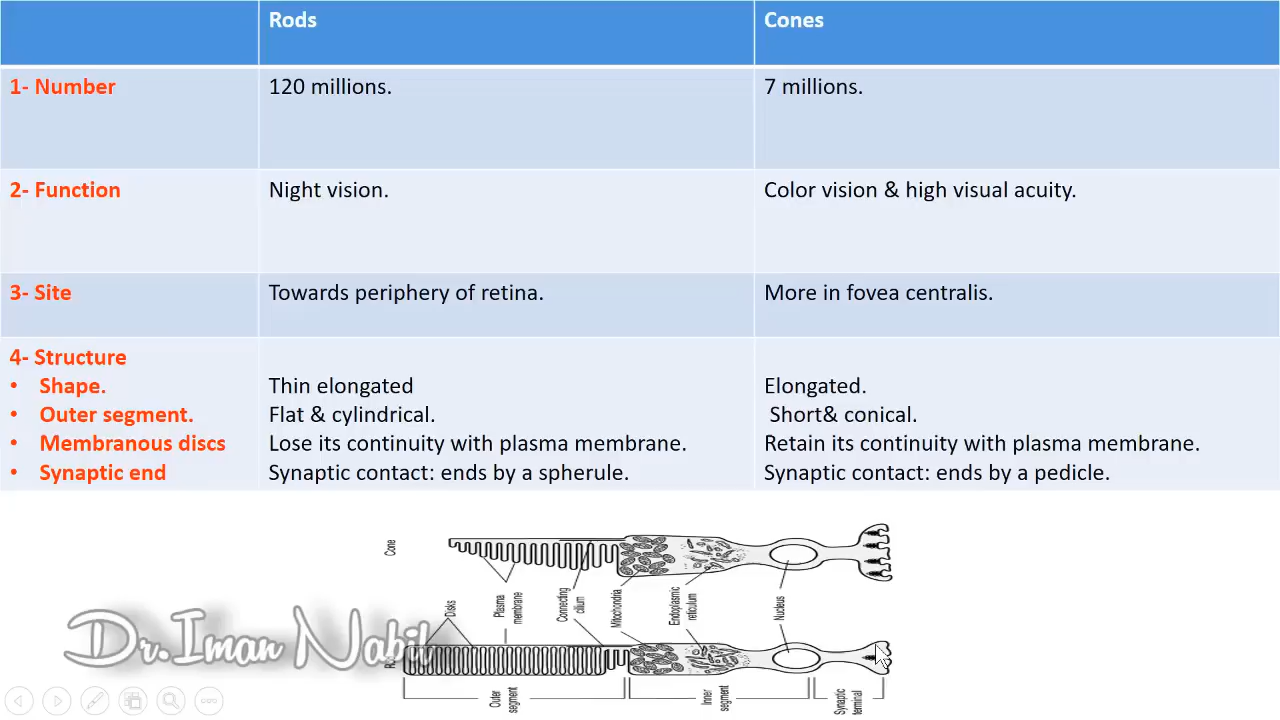 Rods
Cones
1- Number
120 millions.
7 millions.
2- Function
Night vision.
Color vision & high visual acuity.
3- Site
Towards periphery of retina.
More in fovea centralis.
4- Structure
• Shape.
Thin elongated
Elongated.
• Outer segment.
Flat & cylindrical.
Short& conical.
• Membranous discs
Lose its continuity with plasma membrane.
Retain its continuity with plasma membrane.
• Synaptic end
Synaptic contact: ends by a spherule.
Synaptic contact: ends by a pedicle.
Cone
Disks
Plasma
membrane
Connecting
cilium
Mitochondria
Endoplasmic
reticulum
Nucleus
Dr.Iman Nabil
Outer
segment
Inner
segment
Synaptic
terminal